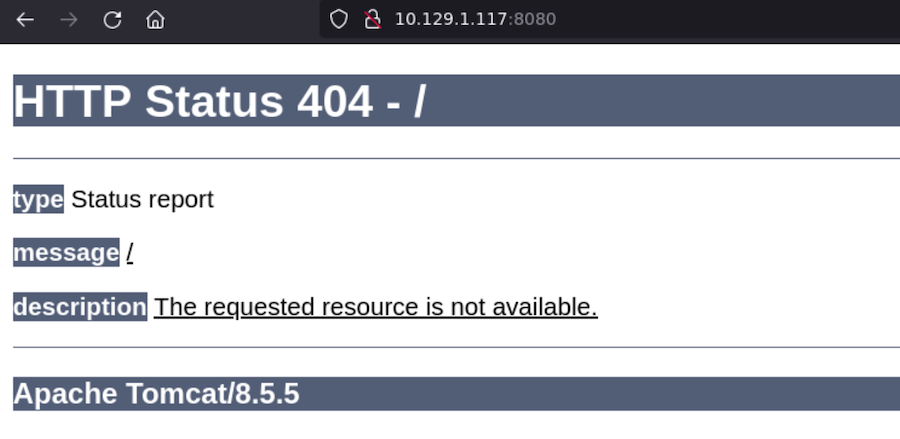 10.129.1.117:8080
HTTP Status 404 - /
type Status report
message /
description The requested resource is not available.
Apache Tomcat/8.5.5